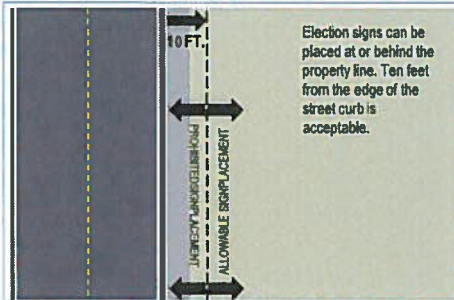 10 FT.
Election signs can be
placed at or behind the
property line. Ten feet
from the edge of the
street curb is
acceptable.
PROHIBITED SIGN PLACEMENT
ALLOWABLE SIGN PLACEMENT